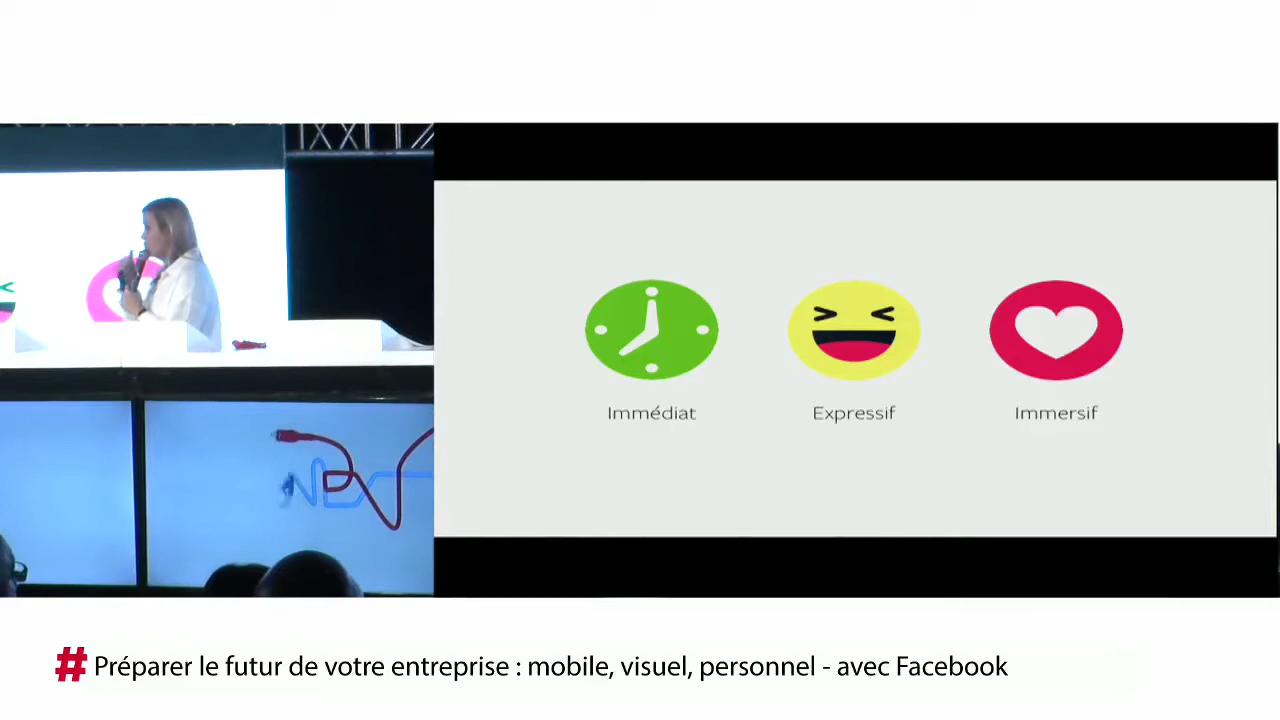 Immédiat
Expressif
Immersif
# Préparer le futur de votre entreprise : mobile, visuel, personnel - avec Facebook